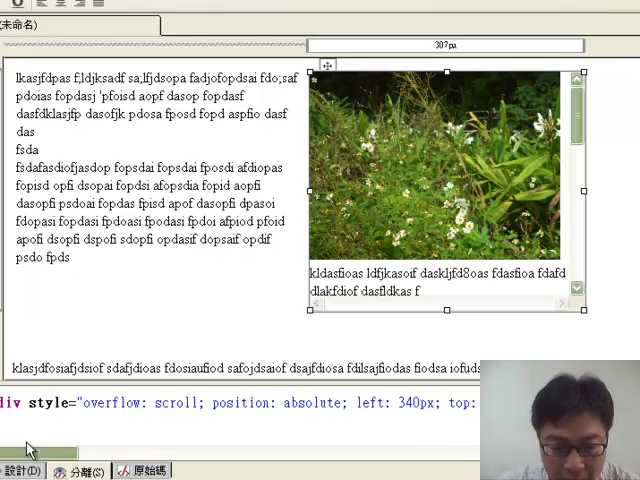 (未命名)
307px
lkasjfdpas f;ldjksadf sa;lfjdsopa fadjofopdsai fdo;saf
pdoias fopdasj 'pfoisd aopf dasop fopdasf
dasfdklasjfp dasofjk pdosa fposd fopd aspfio dasf
das
fsda
fsdafasdiofjasdop fopsdai fopsdai fposdi afdiopas
fopisd opfi dsopai fopdsi afopsdia fopid aopfi
dasopfi psdoai fopdas fpisd apof dasopfi dpasoi
fdopasi fopdasi fpdoasi fpodasi fpdoi afpiod pfoid
apofi dsopfi dspofi sdopfi opdasif dopsaif opdif
psdo fpds
kldasfioas ldfjkasoif daskljfd8oas fdasfioa fdafd
dlakfdiof dasfldkas f
klasjdfosiafjdsiof sdafjdioas fdosiaufiod safojdsaiof dsajfdiosa fdilsajfiodas fiodsa iofuds
div style="overflow: scroll; position: absolute; left: 340px; top:
設計(D) 分離(S) 原始碼